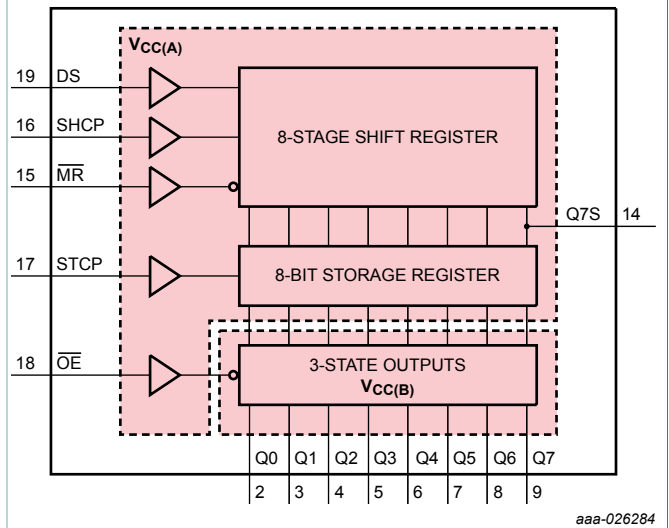 VCC(A)
19 DS
16 SHCP
8-STAGE SHIFT REGISTER
15 MR
Q7S 14
17 STCP
8-BIT STORAGE REGISTER
18 OE
3-STATE OUTPUTS
VCC(B)
Q0 Q1 Q2 Q3 Q4 Q5 Q6 Q7
2 3 4 5 6 7 8 9
aaa-026284